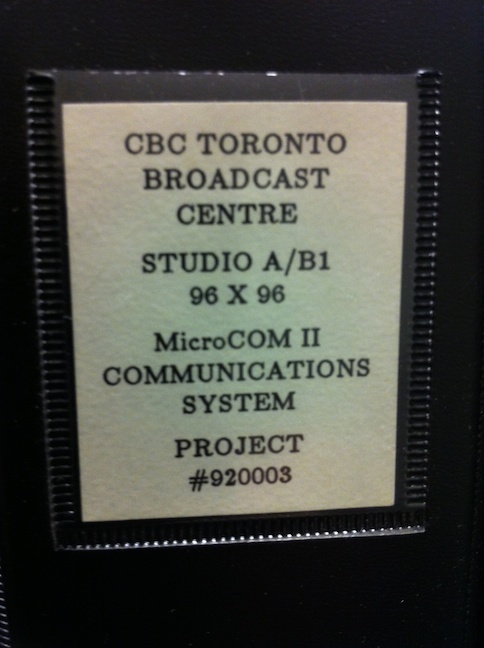 CBC TORONTO
BROADCAST
CENTRE
STUDIO A/B1
96 X 96
MicroCOM II
COMMUNICATIONS
SYSTEM
PROJECT
#920003